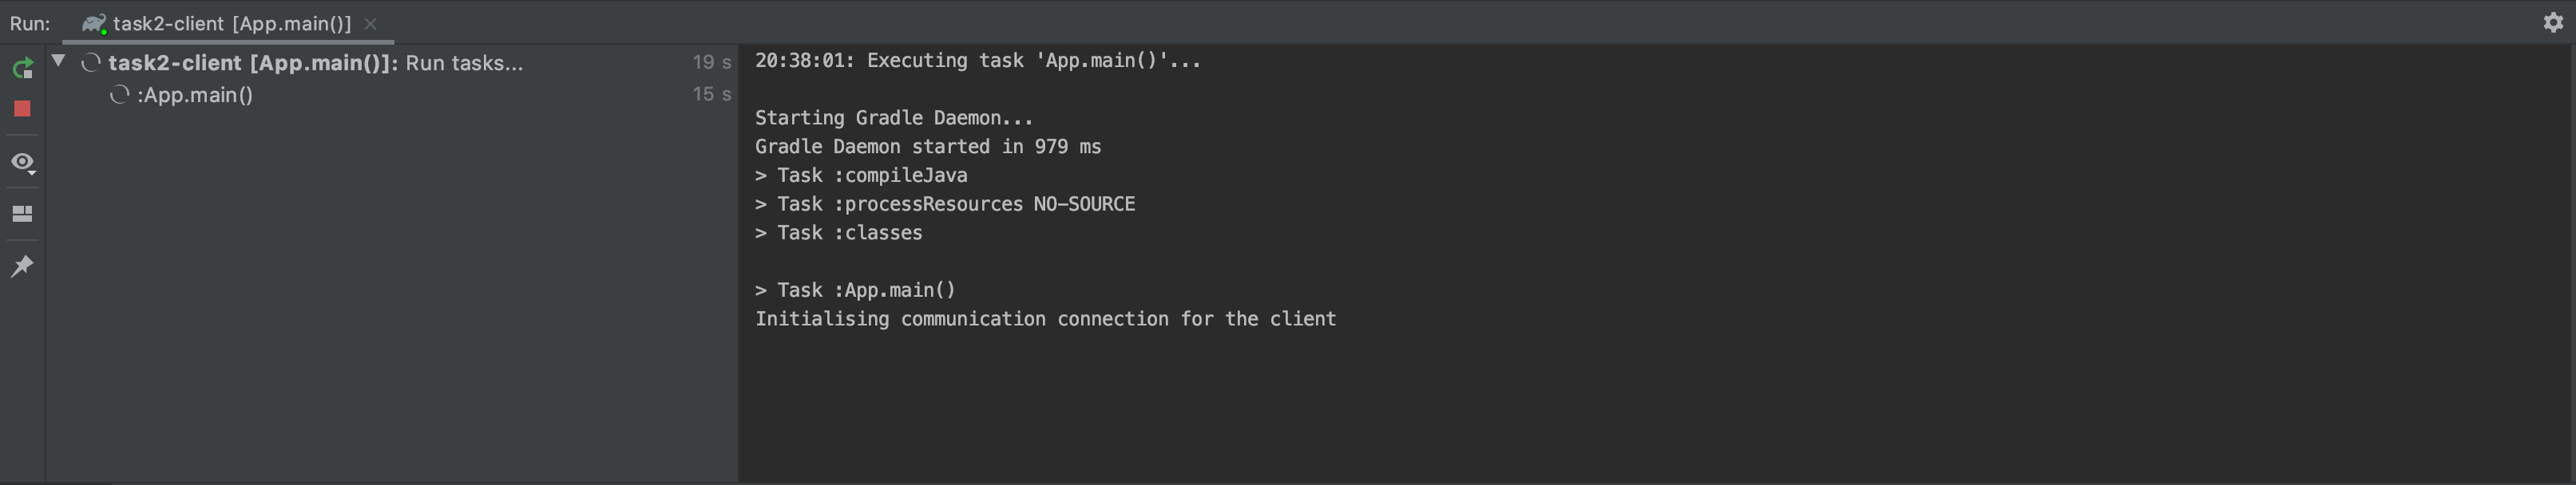 Run: task2-client [App.main()]
task2-client [App.main()]: Run tasks... 19 s
:App.main() 15 s
20:38:01: Executing task 'App.main()'...
Starting Gradle Daemon...
Gradle Daemon started in 979 ms
> Task :compileJava
> Task :processResources NO-SOURCE
> Task :classes
> Task :App.main()
Initialising communication connection for the client